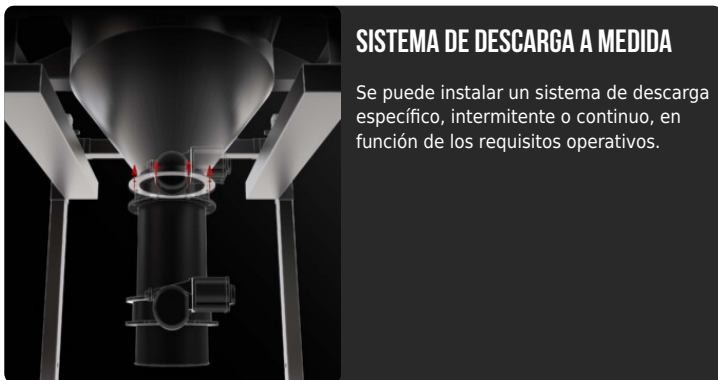 SISTEMA DE DESCARGA A MEDIDA
Se puede instalar un sistema de descarga
específico, intermitente o continuo, en
función de los requisitos operativos.